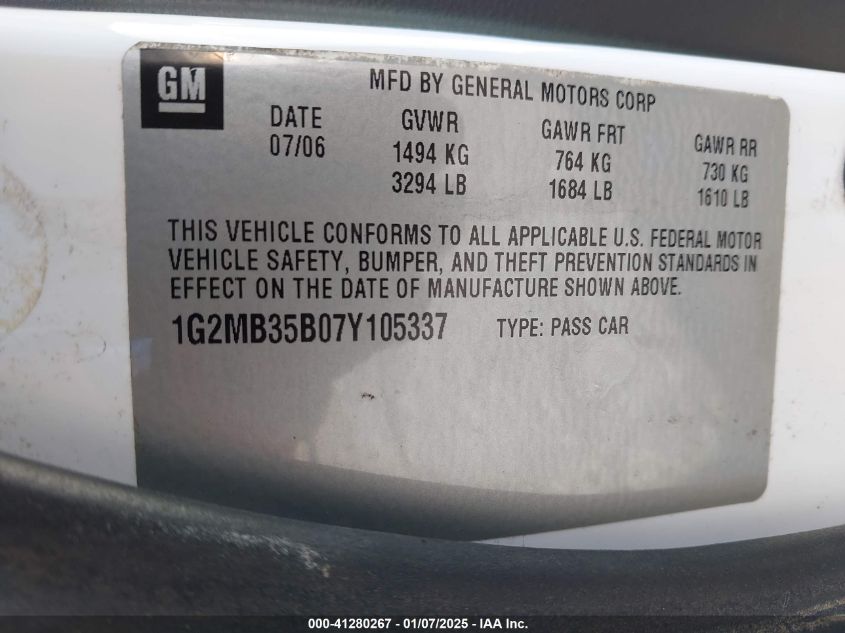 GM
MFD BY GENERAL MOTORS CORP
DATE GVWR GAWR FRT GAWR RR
07/06 1494 KG 764 KG 730 KG
3294 LB 1684 LB 1610 LB
THIS VEHICLE CONFORMS TO ALL APPLICABLE U.S. FEDERAL MOTOR
VEHICLE SAFETY, BUMPER, AND THEFT PREVENTION STANDARDS IN
EFFECT ON THE DATE OF MANUFACTURE SHOWN ABOVE.
1G2MB35B07Y105337 TYPE: PASS CAR
000-41280267 - 01/07/2025 - IAA Inc.